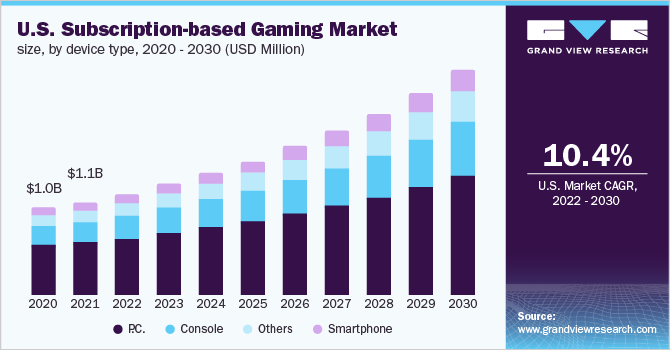 U.S. Subscription-based Gaming Market
size, by device type, 2020 - 2030 (USD Million)
$1.0B
$1.1B
2020 2021 2022 2023 2024 2025 2026 2027 2028 2029 2030
P.C. Console Others Smartphone
GRAND VIEW RESEARCH
10.4%
U.S. Market CAGR,
2022 - 2030
Source:
www.grandviewresearch.com